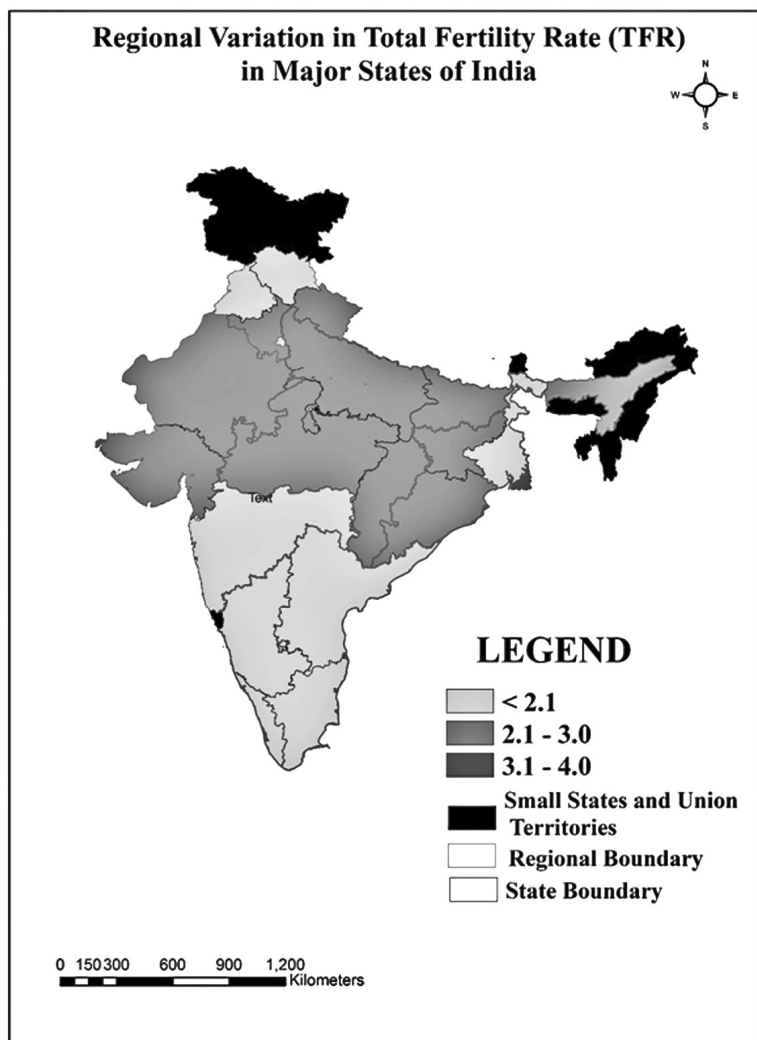 Regional Variation in Total Fertility Rate (TFR)
in Major States of India
N
W E
S
Text
LEGEND
< 2.1
2.1 - 3.0
3.1 - 4.0
Small States and Union
Territories
Regional Boundary
State Boundary
0 150 300 600 900 1,200
Kilometers